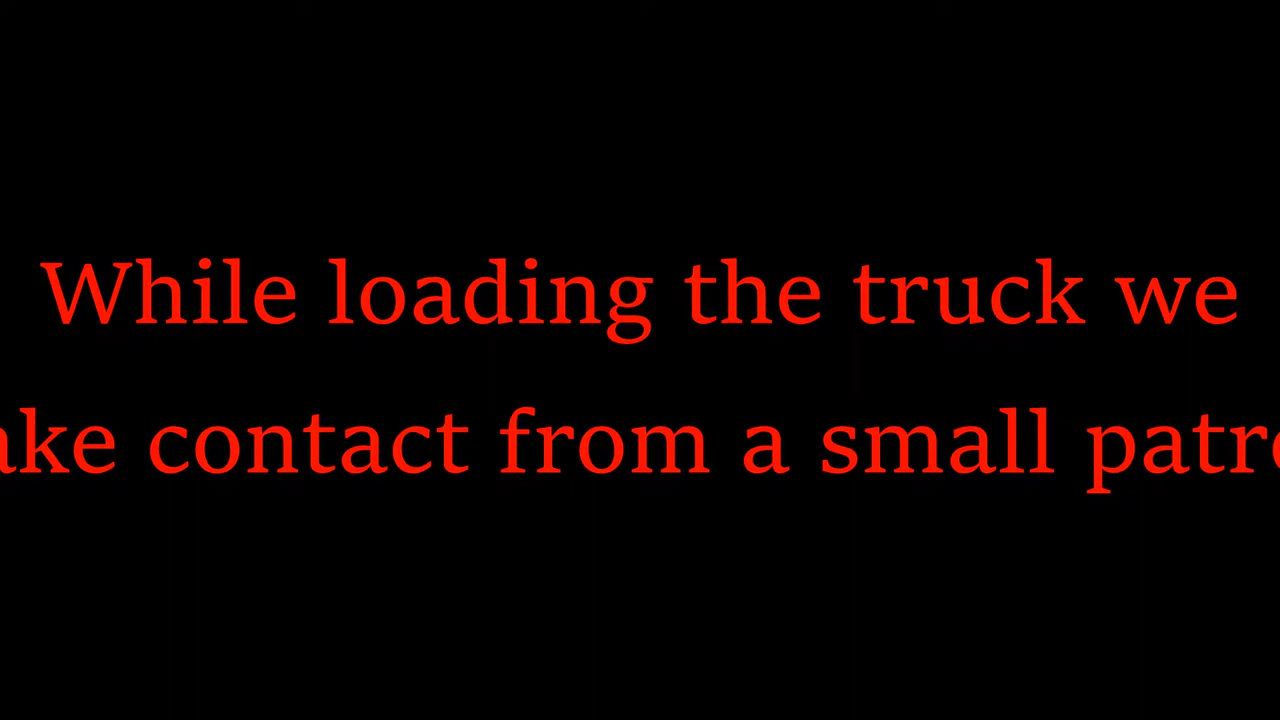 While loading the truck we
ake contact from a small patro